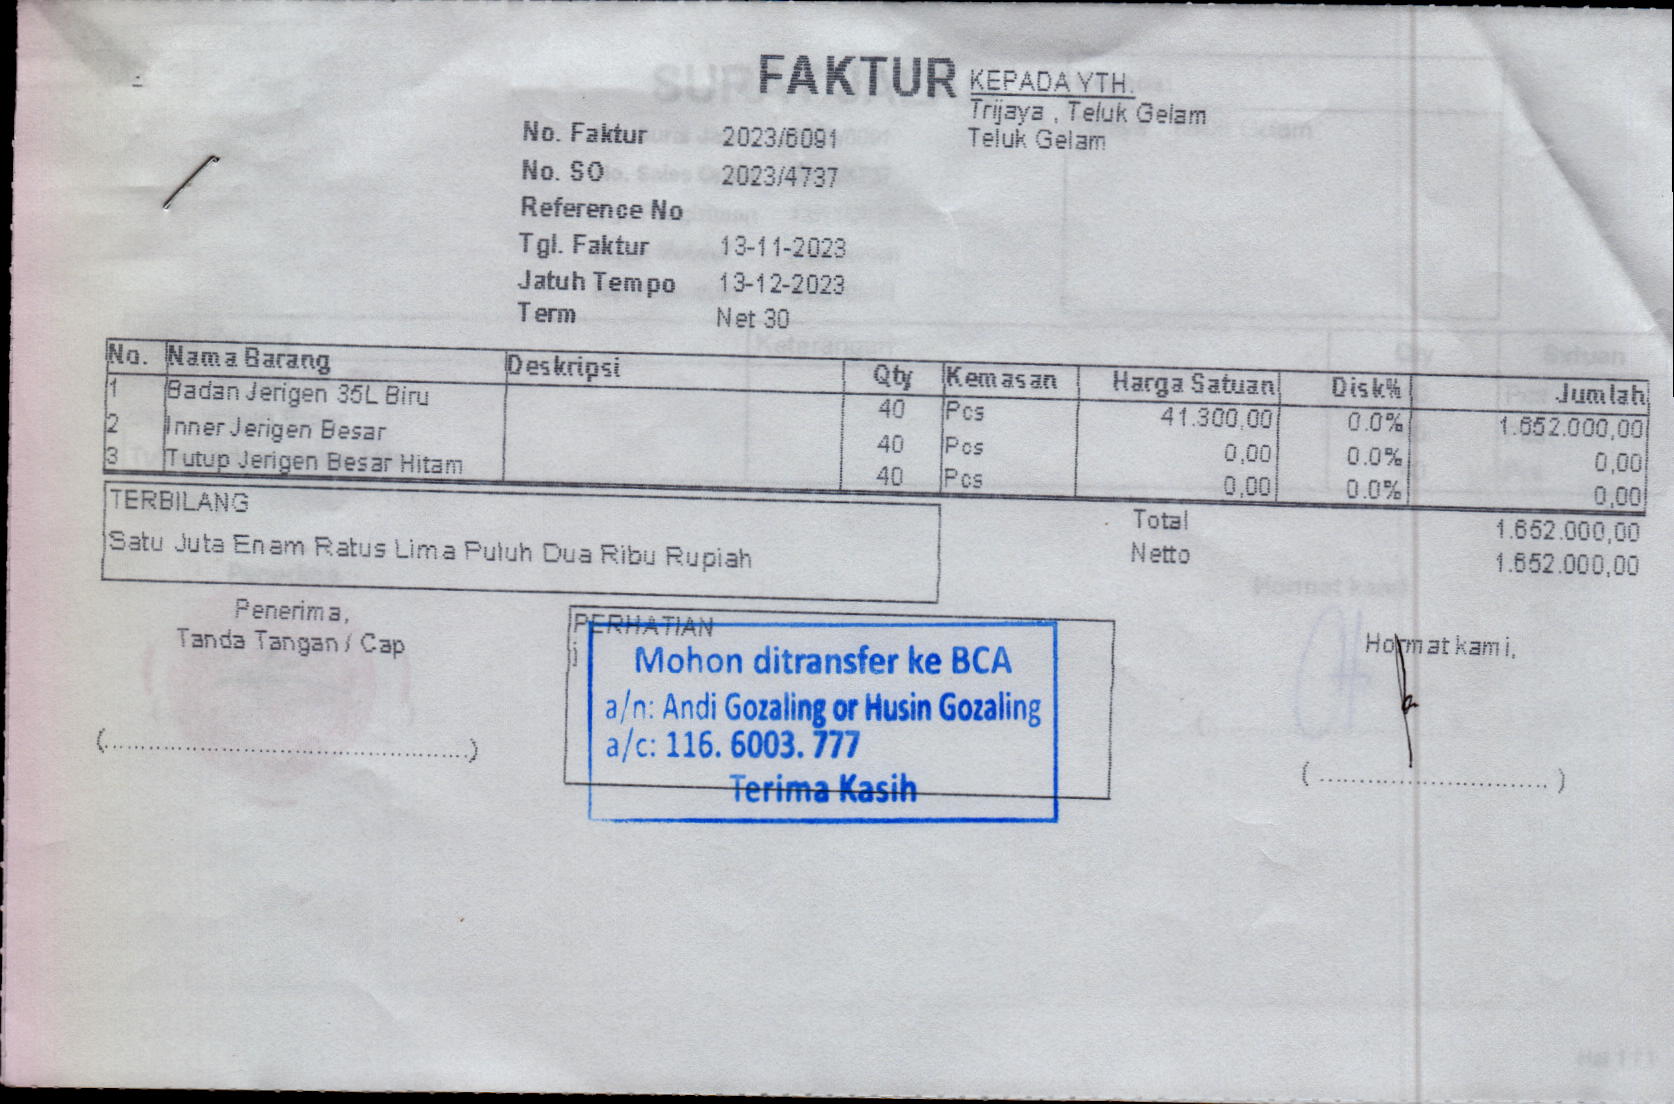 FAKTUR
KEPADA YTH.
Trijaya , Teluk Gelam
Teluk Gelam
No. Faktur 2023/6091
No. SO 2023/4737
Reference No
Tgl. Faktur 13-11-2023
Jatuh Tempo 13-12-2023
Term Net 30
No. Nama Barang Deskripsi Qty Kemasan Harga Satuan Disk% Jumlah
1 Badan Jerigen 35L Biru 40 Pcs 41.300,00 0.0% 1.652.000,00
2 Inner Jerigen Besar 40 Pcs 0,00 0.0% 0,00
3 Tutup Jerigen Besar Hitam 40 Pcs 0,00 0.0% 0,00
TERBILANG
Satu Juta Enam Ratus Lima Puluh Dua Ribu Rupiah
Total 1.652.000,00
Netto 1.652.000,00
Penerima,
Tanda Tangan / Cap
(................................................)
PERHATIAN
j
Mohon ditransfer ke BCA
a/n: Andi Gozaling or Husin Gozaling
a/c: 116. 6003. 777
Terima Kasih
Hormat kami,
( .............................. )